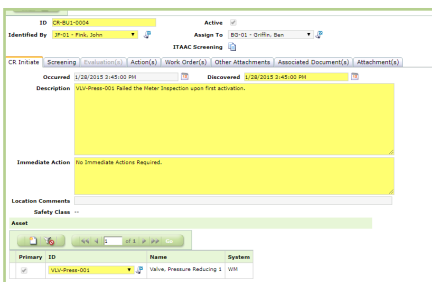 ID CR-BU1-0004 Active
Identified By JF-01 - Fink, John Assign To BG-01 - Griffin, Ben
ITAAC Screening
CR Initiate Screening Evaluation(s) Action(s) Work Order(s) Other Attachments Associated Document(s) Attachment(s)
Occurred 1/28/2015 2:45:00 PM Discovered 1/28/2015 2:45:00 PM
Description VLV-Press-001 Failed the Meter Inspection upon first activation.
Immediate Action No Immediate Actions Required.
Location Comments
Safety Class --
Asset
1 of 1
Primary ID Name System
VLV-Press-001 Valve, Pressure Reducing 1 WM